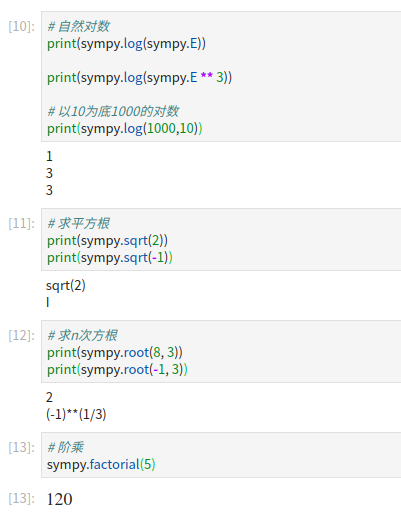 [10]: # 自然对数
print(sympy.log(sympy.E))
print(sympy.log(sympy.E ** 3))
# 以10为底1000的对数
print(sympy.log(1000,10))
1
3
3
[11]: # 求平方根
print(sympy.sqrt(2))
print(sympy.sqrt(-1))
sqrt(2)
I
[12]: # 求n次方根
print(sympy.root(8, 3))
print(sympy.root(-1, 3))
2
(-1)**(1/3)
[13]: # 阶乘
sympy.factorial(5)
[13]: 120